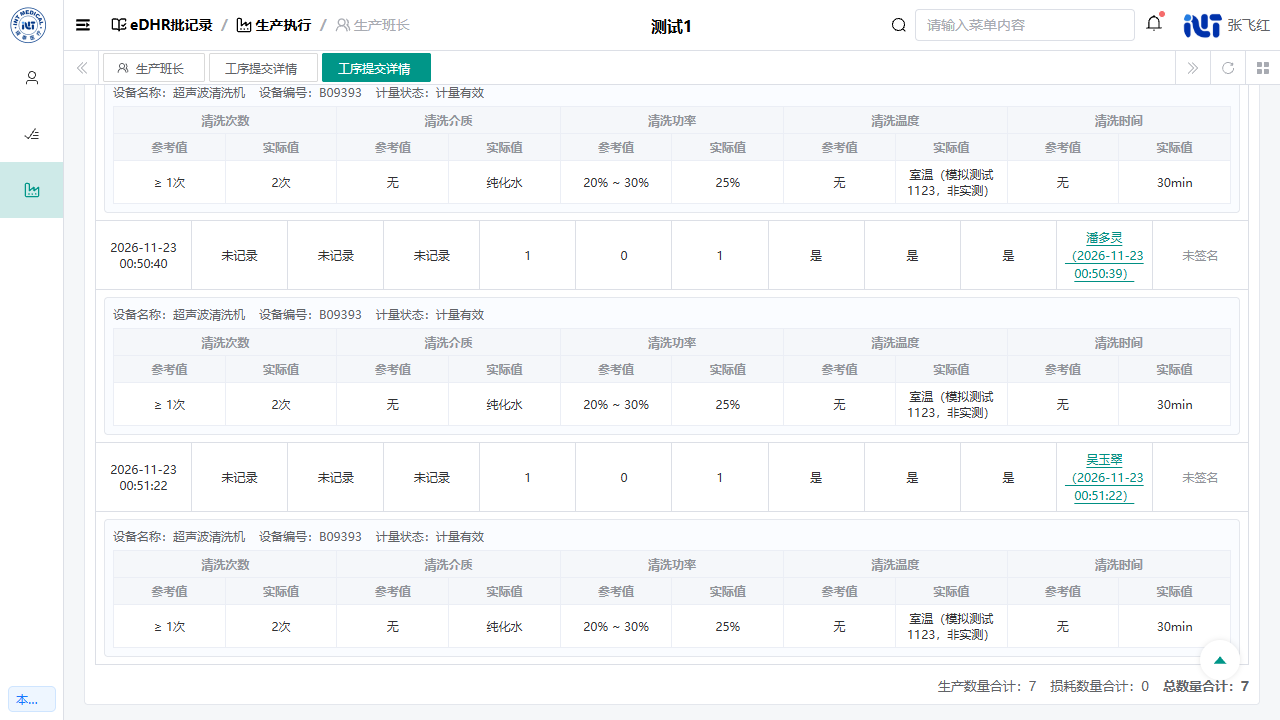 eDHR批记录 / 生产执行 / 生产班长
测试1
请输入菜单内容
张飞红
生产班长
工序提交详情
工序提交详情
设备名称：超声波清洗机 设备编号：B09393 计量状态：计量有效
清洗次数 清洗介质 清洗功率 清洗温度 清洗时间
参考值 实际值 参考值 实际值 参考值 实际值 参考值 实际值 参考值 实际值
≥ 1次 2次 无 纯化水 20% ~ 30% 25% 无 室温（模拟测试1123，非实测） 无 30min
2026-11-23 00:50:40 未记录 未记录 未记录 1 0 1 是 是 是 潘多灵（2026-11-23 00:50:39） 未签名
设备名称：超声波清洗机 设备编号：B09393 计量状态：计量有效
清洗次数 清洗介质 清洗功率 清洗温度 清洗时间
参考值 实际值 参考值 实际值 参考值 实际值 参考值 实际值 参考值 实际值
≥ 1次 2次 无 纯化水 20% ~ 30% 25% 无 室温（模拟测试1123，非实测） 无 30min
2026-11-23 00:51:22 未记录 未记录 未记录 1 0 1 是 是 是 吴玉翠（2026-11-23 00:51:22） 未签名
设备名称：超声波清洗机 设备编号：B09393 计量状态：计量有效
清洗次数 清洗介质 清洗功率 清洗温度 清洗时间
参考值 实际值 参考值 实际值 参考值 实际值 参考值 实际值 参考值 实际值
≥ 1次 2次 无 纯化水 20% ~ 30% 25% 无 室温（模拟测试1123，非实测） 无 30min
生产数量合计：7 损耗数量合计：0 总数量合计：7
本...